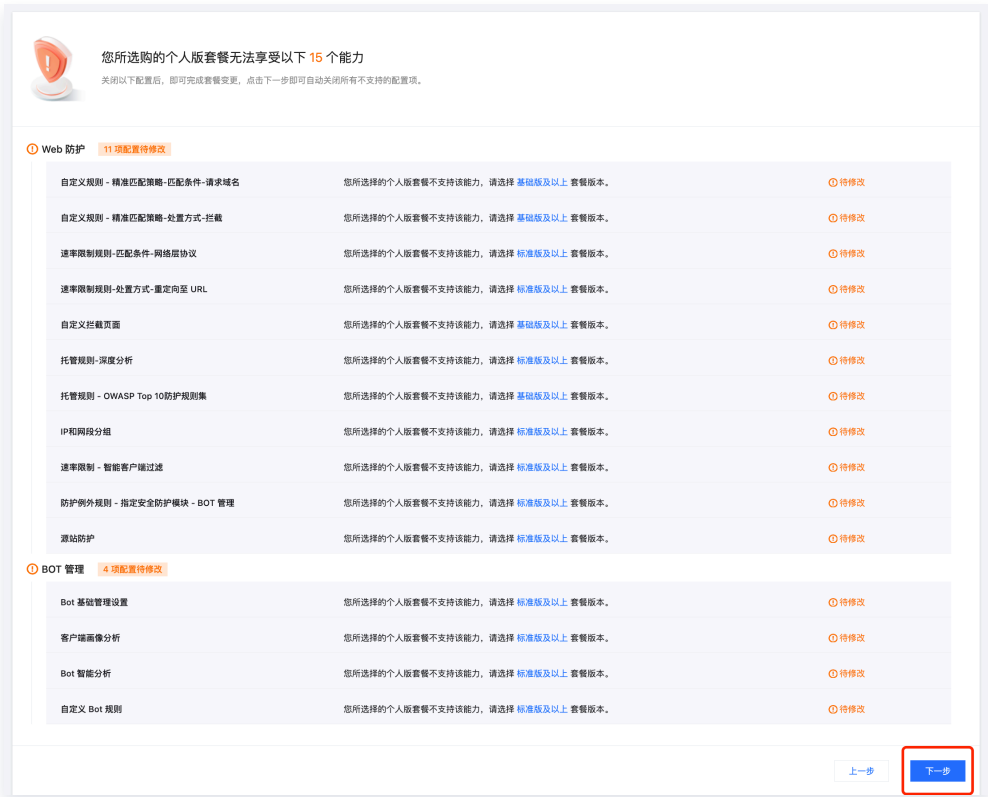 您所选购的个人版套餐无法享受以下 15 个能力
关闭以下配置后，即可完成套餐变更，点击下一步即可自动关闭所有不支持的配置项。
Web 防护 11 项配置待修改
自定义规则 - 精准匹配策略-匹配条件-请求域名 您所选择的个人版套餐不支持该能力，请选择 基础版及以上 套餐版本。 待修改
自定义规则 - 精准匹配策略-处置方式-拦截 您所选择的个人版套餐不支持该能力，请选择 基础版及以上 套餐版本。 待修改
速率限制规则-匹配条件-网络层协议 您所选择的个人版套餐不支持该能力，请选择 标准版及以上 套餐版本。 待修改
速率限制规则-处置方式-重定向至 URL 您所选择的个人版套餐不支持该能力，请选择 标准版及以上 套餐版本。 待修改
自定义拦截页面 您所选择的个人版套餐不支持该能力，请选择 基础版及以上 套餐版本。 待修改
托管规则-深度分析 您所选择的个人版套餐不支持该能力，请选择 标准版及以上 套餐版本。 待修改
托管规则 - OWASP Top 10防护规则集 您所选择的个人版套餐不支持该能力，请选择 基础版及以上 套餐版本。 待修改
IP和网段分组 您所选择的个人版套餐不支持该能力，请选择 标准版及以上 套餐版本。 待修改
速率限制 - 智能客户端过滤 您所选择的个人版套餐不支持该能力，请选择 标准版及以上 套餐版本。 待修改
防护例外规则 - 指定安全防护模块 - BOT 管理 您所选择的个人版套餐不支持该能力，请选择 标准版及以上 套餐版本。 待修改
源站防护 您所选择的个人版套餐不支持该能力，请选择 标准版及以上 套餐版本。 待修改
BOT 管理 4 项配置待修改
Bot 基础管理设置 您所选择的个人版套餐不支持该能力，请选择 标准版及以上 套餐版本。 待修改
客户端画像分析 您所选择的个人版套餐不支持该能力，请选择 标准版及以上 套餐版本。 待修改
Bot 智能分析 您所选择的个人版套餐不支持该能力，请选择 标准版及以上 套餐版本。 待修改
自定义 Bot 规则 您所选择的个人版套餐不支持该能力，请选择 标准版及以上 套餐版本。 待修改
上一步 下一步